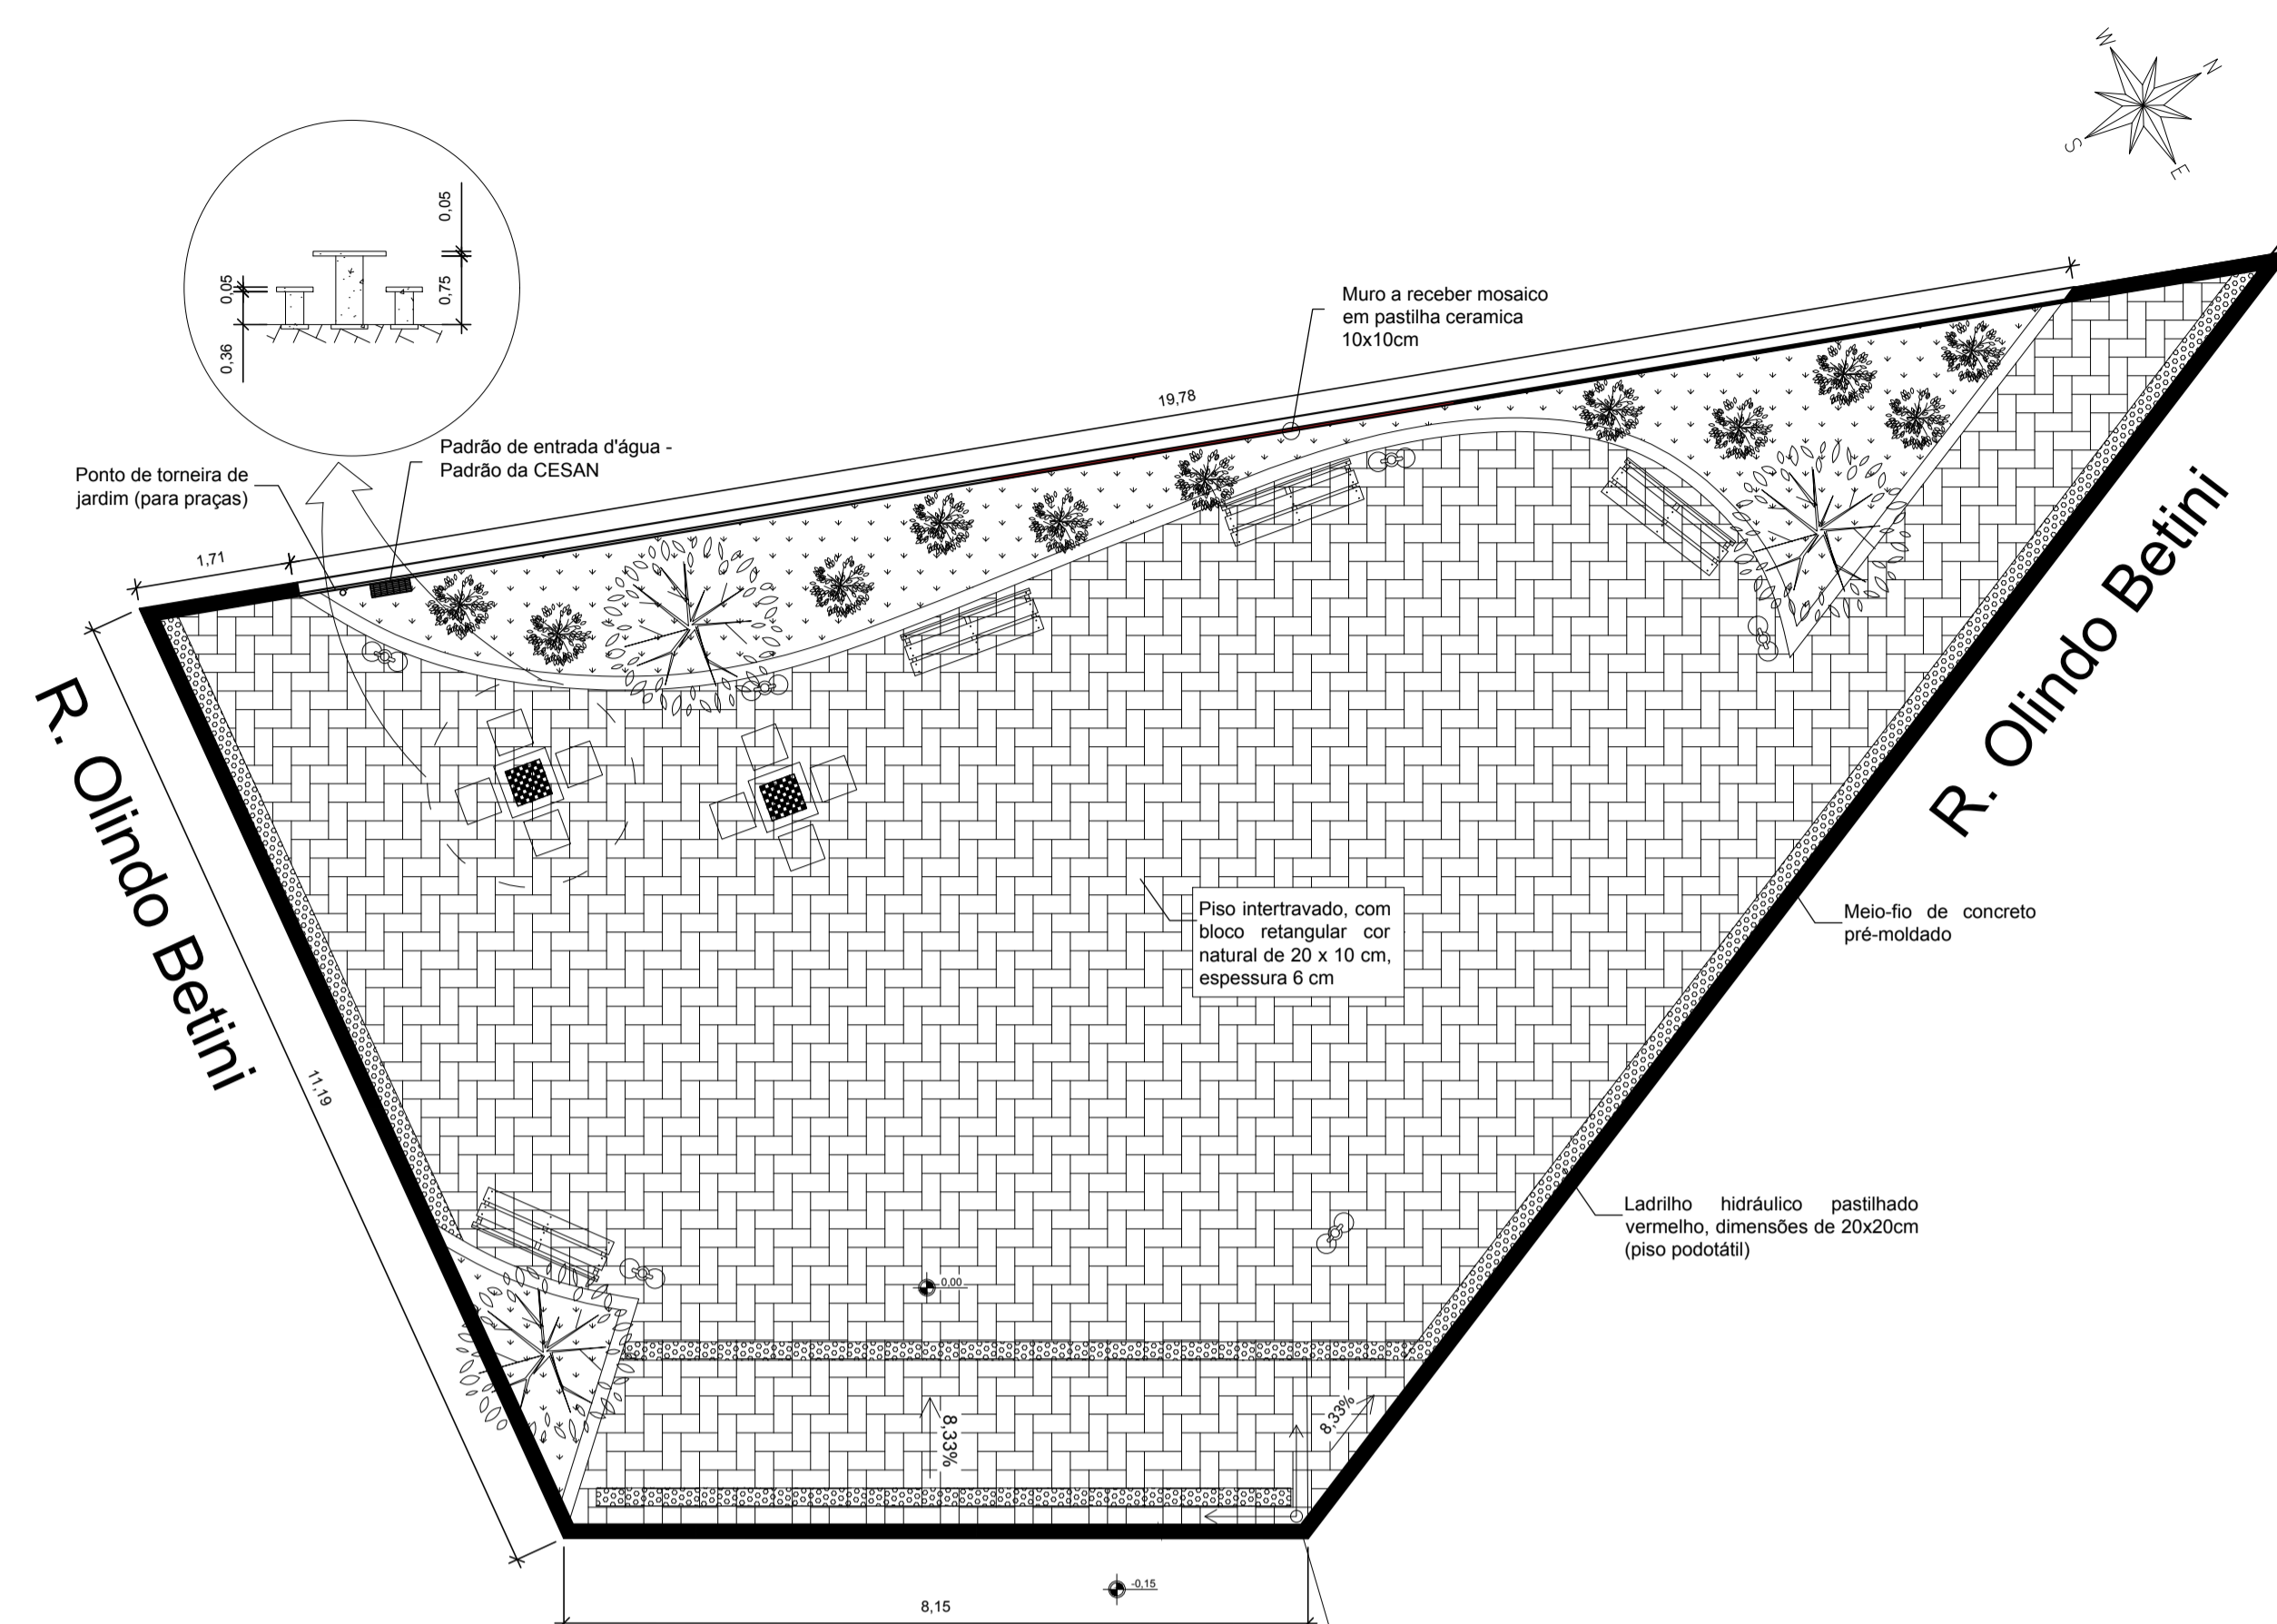 W
N
S
E
0,05
0,05
0,75
0,36
Muro a receber mosaico
em pastilha ceramica
10x10cm
19,78
Padrão de entrada d'água -
Padrão da CESAN
Ponto de torneira de
jardim (para praças)
1,71
R. Olindo Betini
R. Olindo Betini
11,19
Piso intertravado, com
bloco retangular cor
natural de 20 x 10 cm,
espessura 6 cm
Meio-fio de concreto
pré-moldado
Ladrilho hidráulico pastilhado
vermelho, dimensões de 20x20cm
(piso podotátil)
0,00
8,33%
8,33%
-0,15
8,15